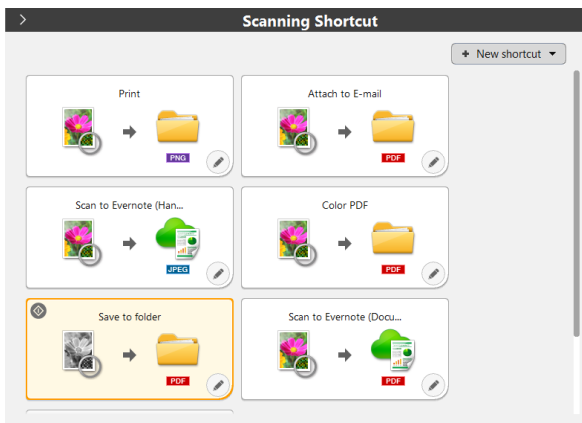 Scanning Shortcut
+ New shortcut
Print
PNG
Attach to E-mail
PDF
Scan to Evernote (Han...
JPEG
Color PDF
PDF
Save to folder
PDF
Scan to Evernote (Docu...
PDF